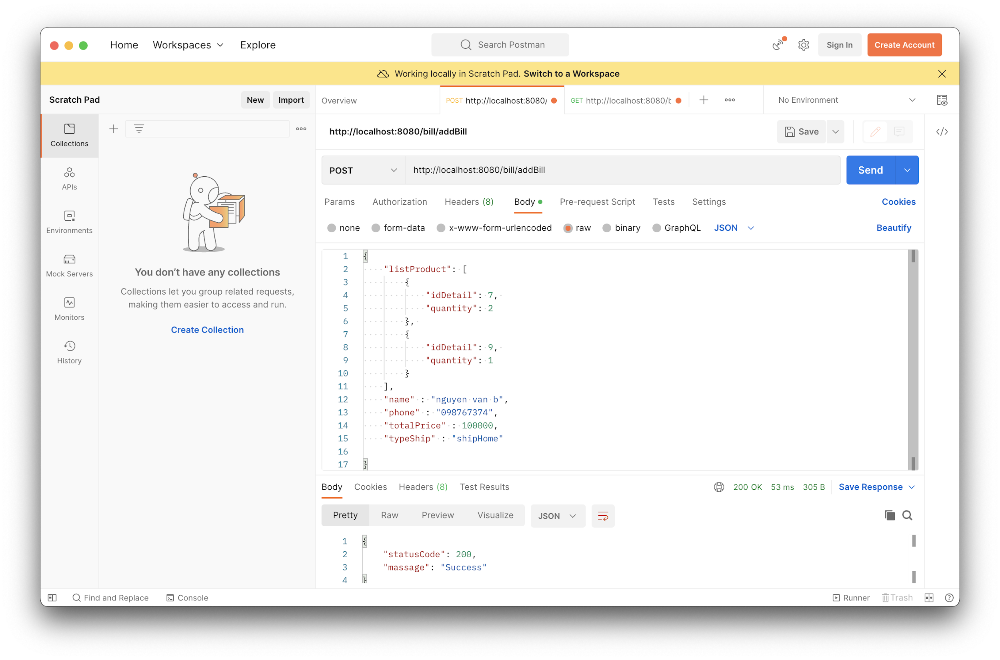 Home Workspaces Explore Search Postman Sign In Create Account
Working locally in Scratch Pad. Switch to a Workspace
Scratch Pad New Import Overview POST http://localhost:8080/ GET http://localhost:8080/b No Environment
Collections
APIs
Environments
Mock Servers
Monitors
History
You don’t have any collections
Collections let you group related requests,
making them easier to access and run.
Create Collection
http://localhost:8080/bill/addBill Save
POST http://localhost:8080/bill/addBill Send
Params Authorization Headers (8) Body Pre-request Script Tests Settings Cookies
none form-data x-www-form-urlencoded raw binary GraphQL JSON Beautify
1 {
2 "listProduct": [
3 {
4 "idDetail": 7,
5 "quantity": 2
6 },
7 {
8 "idDetail": 9,
9 "quantity": 1
10 }
11 ],
12 "name" : "nguyen van b",
13 "phone" : "098767374",
14 "totalPrice" : 100000,
15 "typeShip" : "shipHome"
16
17 }
Body Cookies Headers (8) Test Results 200 OK 53 ms 305 B Save Response
Pretty Raw Preview Visualize JSON
1 {
2 "statusCode": 200,
3 "massage": "Success"
4 }
Find and Replace Console Runner Trash